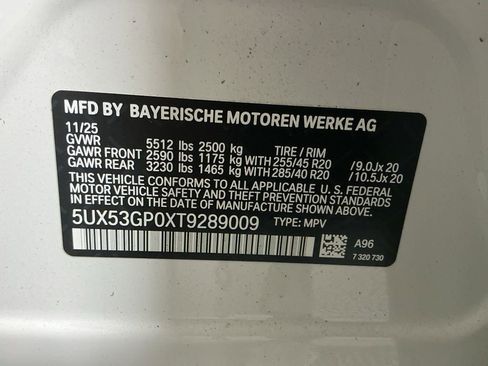 MFD BY BAYERISCHE MOTOREN WERKE AG
11/25
GVWR 5512 lbs 2500 kg TIRE / RIM
GAWR FRONT 2590 lbs 1175 kg WITH 255/45 R20 /9.0Jx 20
GAWR REAR 3230 lbs 1465 kg WITH 285/40 R20 /10.5Jx 20
THIS VEHICLE CONFORMS TO ALL APPLICABLE U.S. FEDERAL
MOTOR VEHICLE SAFETY AND THEFT PREVENTION STANDARDS
IN EFFECT ON THE DATE OF MANUFACTURE SHOWN ABOVE.
5UX53GP0XT9289009 TYPE: MPV
A96
7 320 730